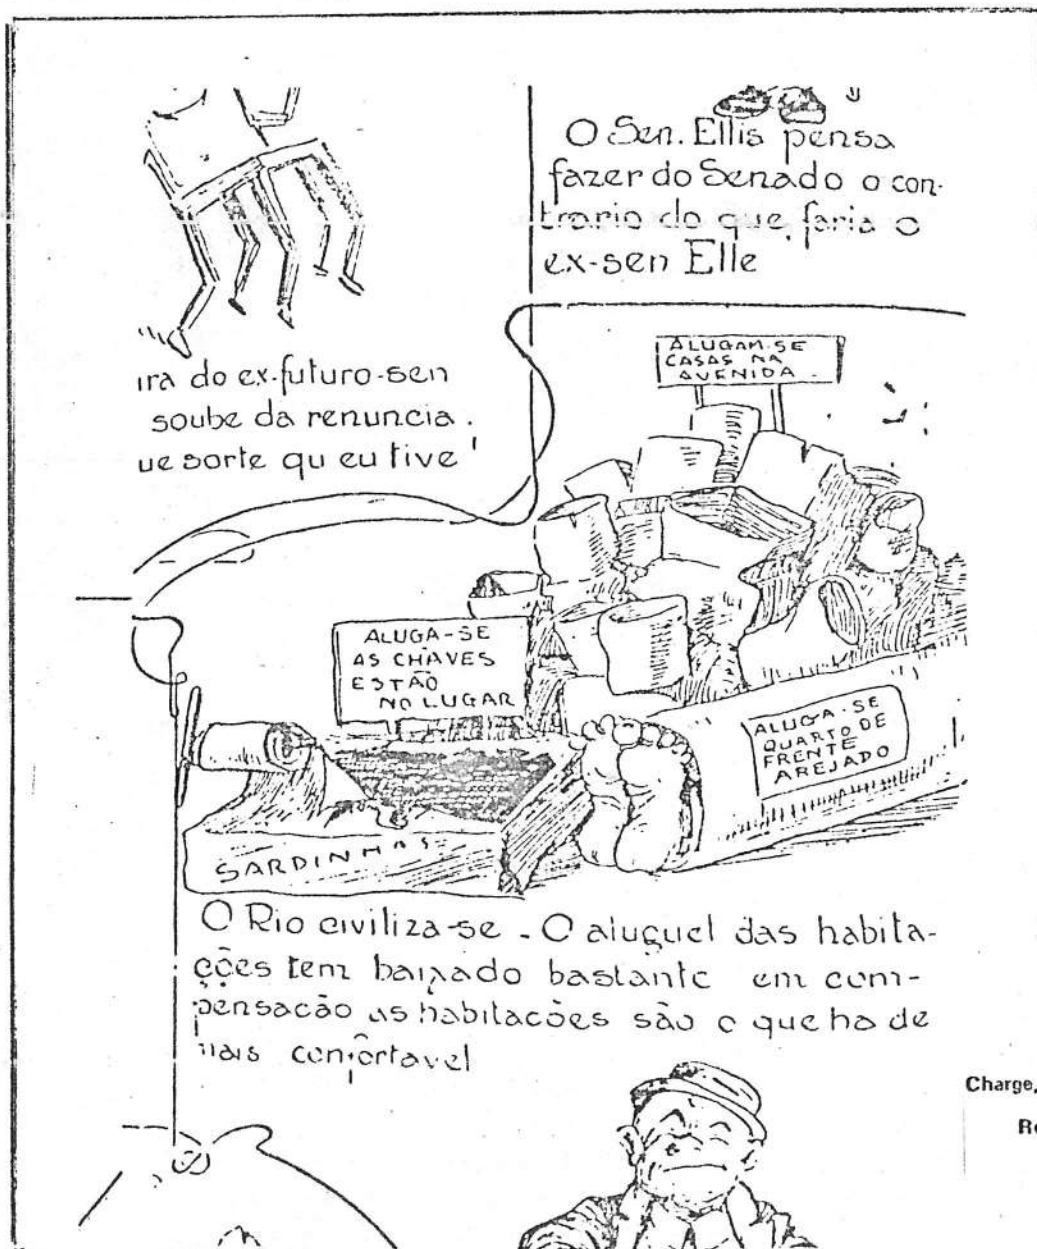 O Sen. Ellis pensa
fazer do Senado o con-
trario do que faria o
ex-sen Elle
ira do ex-futuro-sen
soube da renuncia.
ue sorte qu eu tive!
ALUGAM-SE
CASAS NA
AVENIDA.
ALUGA-SE
AS CHAVES
ESTÃO
NO LUGAR
ALUGA-SE
QUARTO DE
FRENTE
AREJADO
SARDINHAS
O Rio civiliza-se - O aluguel das habita-
ções tem baixado bastante em com-
pensacão as habitacões são o que ha de
mais confortavel
Charge,
Re